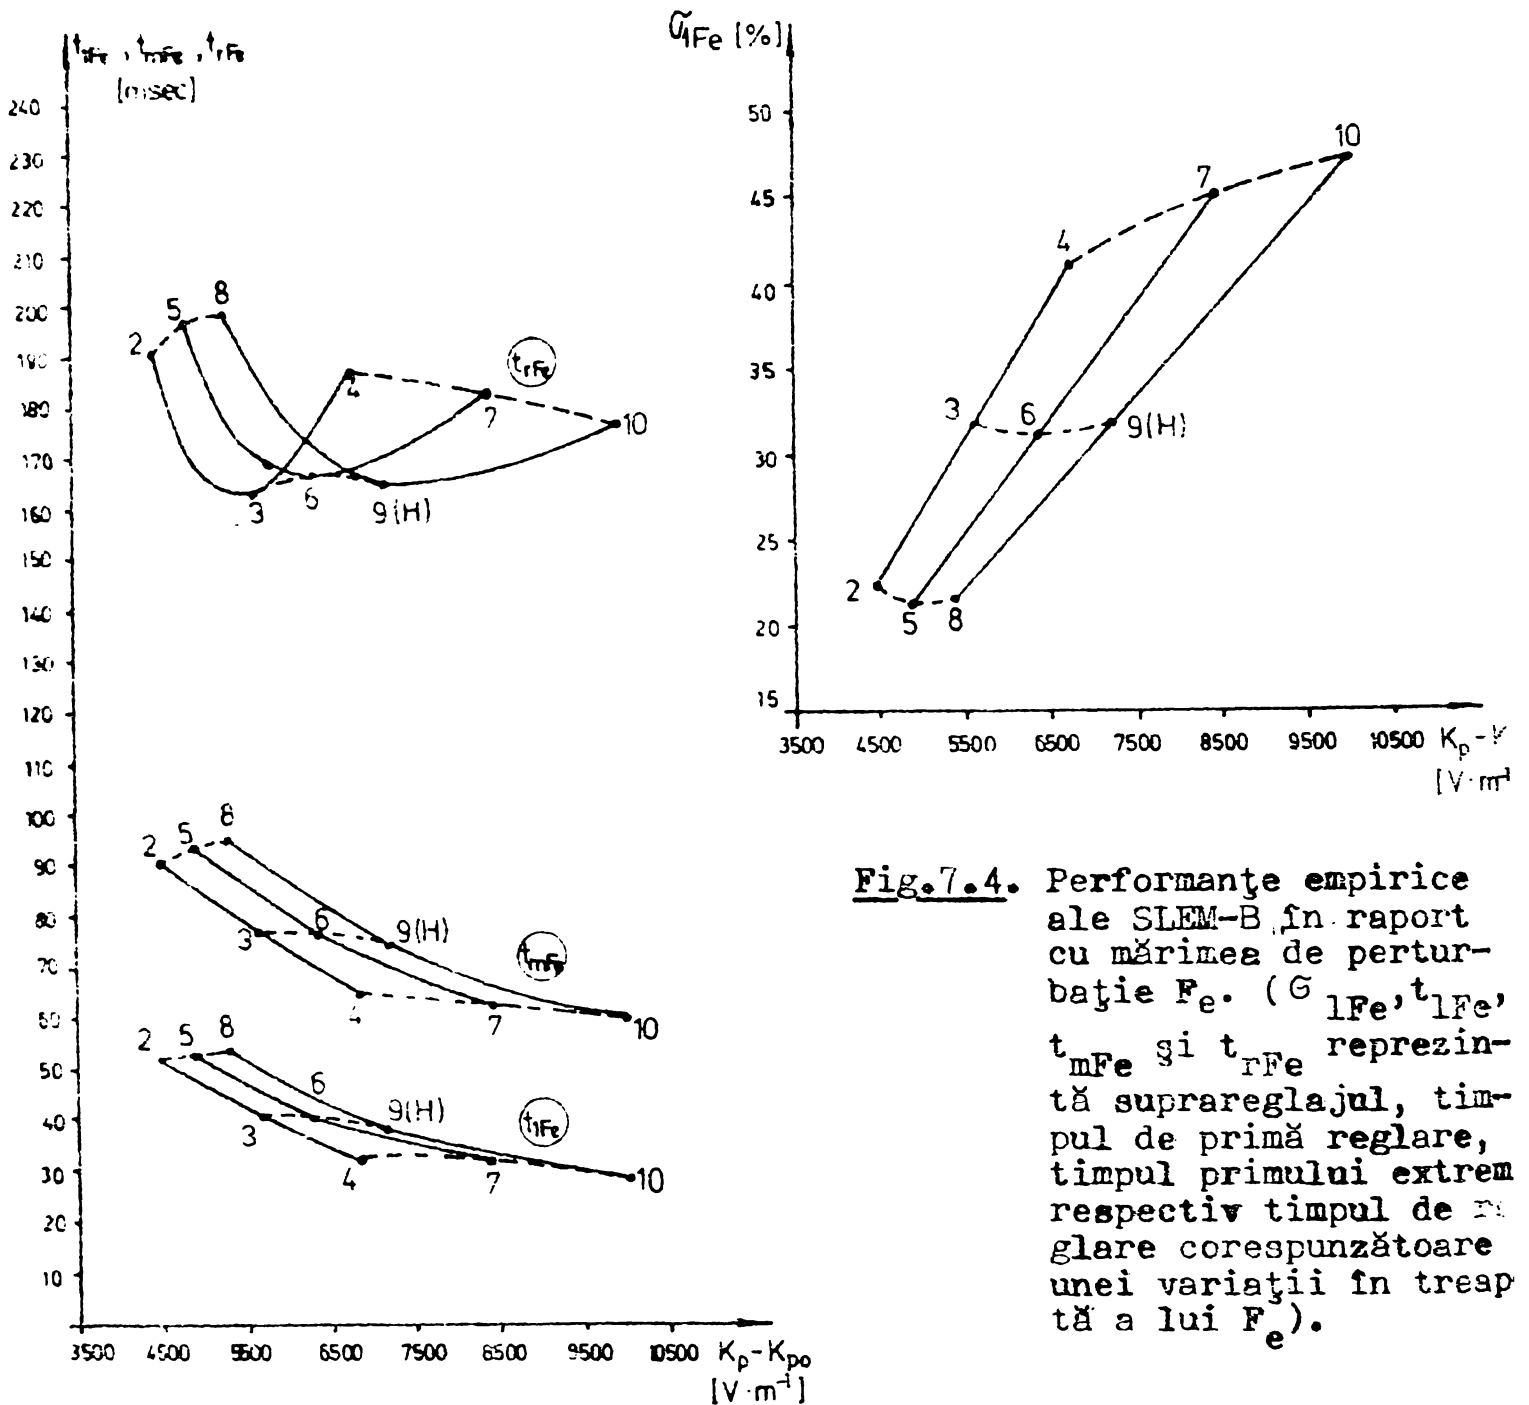 t1Fe , tmFe , trFe
[msec]
240
230
220
210
200
190
180
170
160
150
140
130
120
110
100
90
80
70
60
50
40
30
20
10
2
5
8
trFe
4
7
10
3
6
9(H)
2
5
8
6
9(H)
3
tmFe
4
7
10
2
5
8
6
9(H)
3
t1Fe
4
7
10
3500 4500 5500 6500 7500 8500 9500 10500 Kp-Kpo
[V·m-1]
σ1Fe [%]
50
45
40
35
30
25
20
15
10
7
4
3
6
9(H)
2
5
8
3500 4500 5500 6500 7500 8500 9500 10500 Kp-
[V·m-1
Fig.7.4. Performanţe empirice
ale SLEM-B în raport
cu mărimea de pertur-
baţie Fe. (σ1Fe, t1Fe,
tmFe şi trFe reprezin-
tă suprareglajul, tim-
pul de primă reglare,
timpul primului extrem
respectiv timpul de
glare corespunzătoare
unei variaţii în treap
tă a lui Fe).